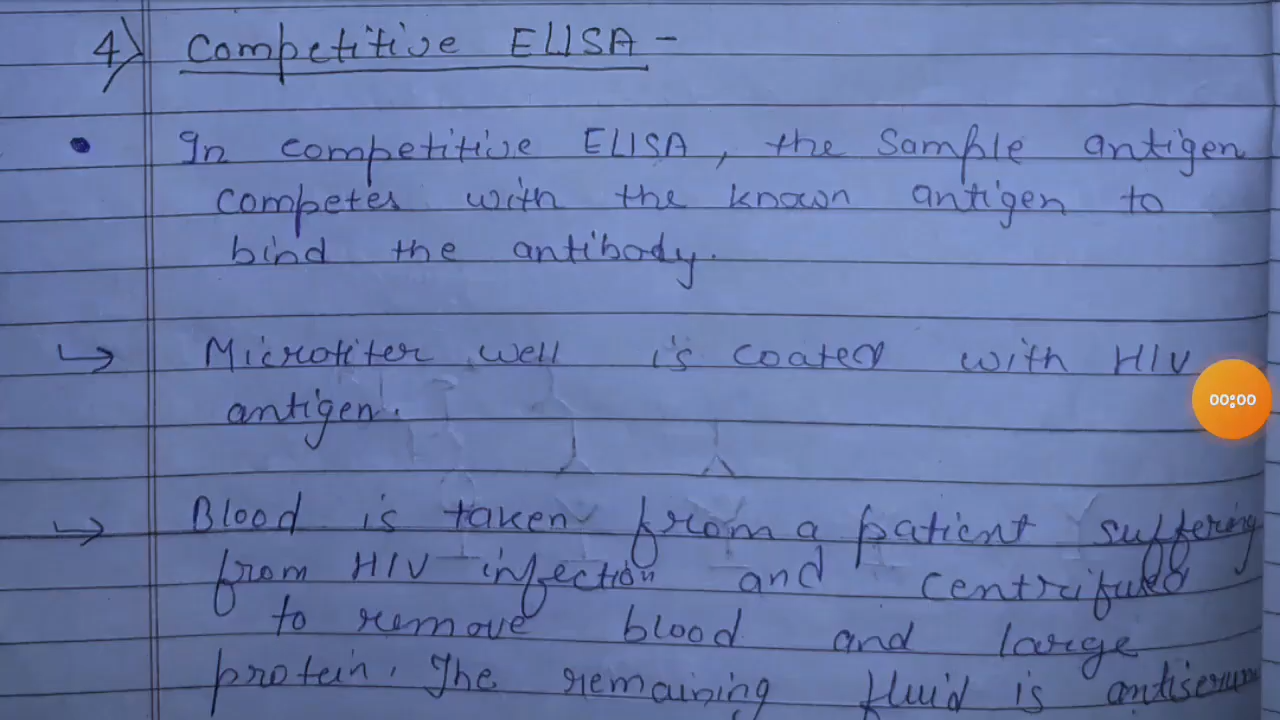 4) Competitive ELISA -
• In competitive ELISA, the sample antigen
competes with the known antigen to
bind the antibody.
↳ Microtiter well is coated with HIV
antigen.
00:00
→ Blood is taken from a patient suffering
from HIV infection and centrifuged
to remove blood and large
protein. The remaining fluid is antiserum